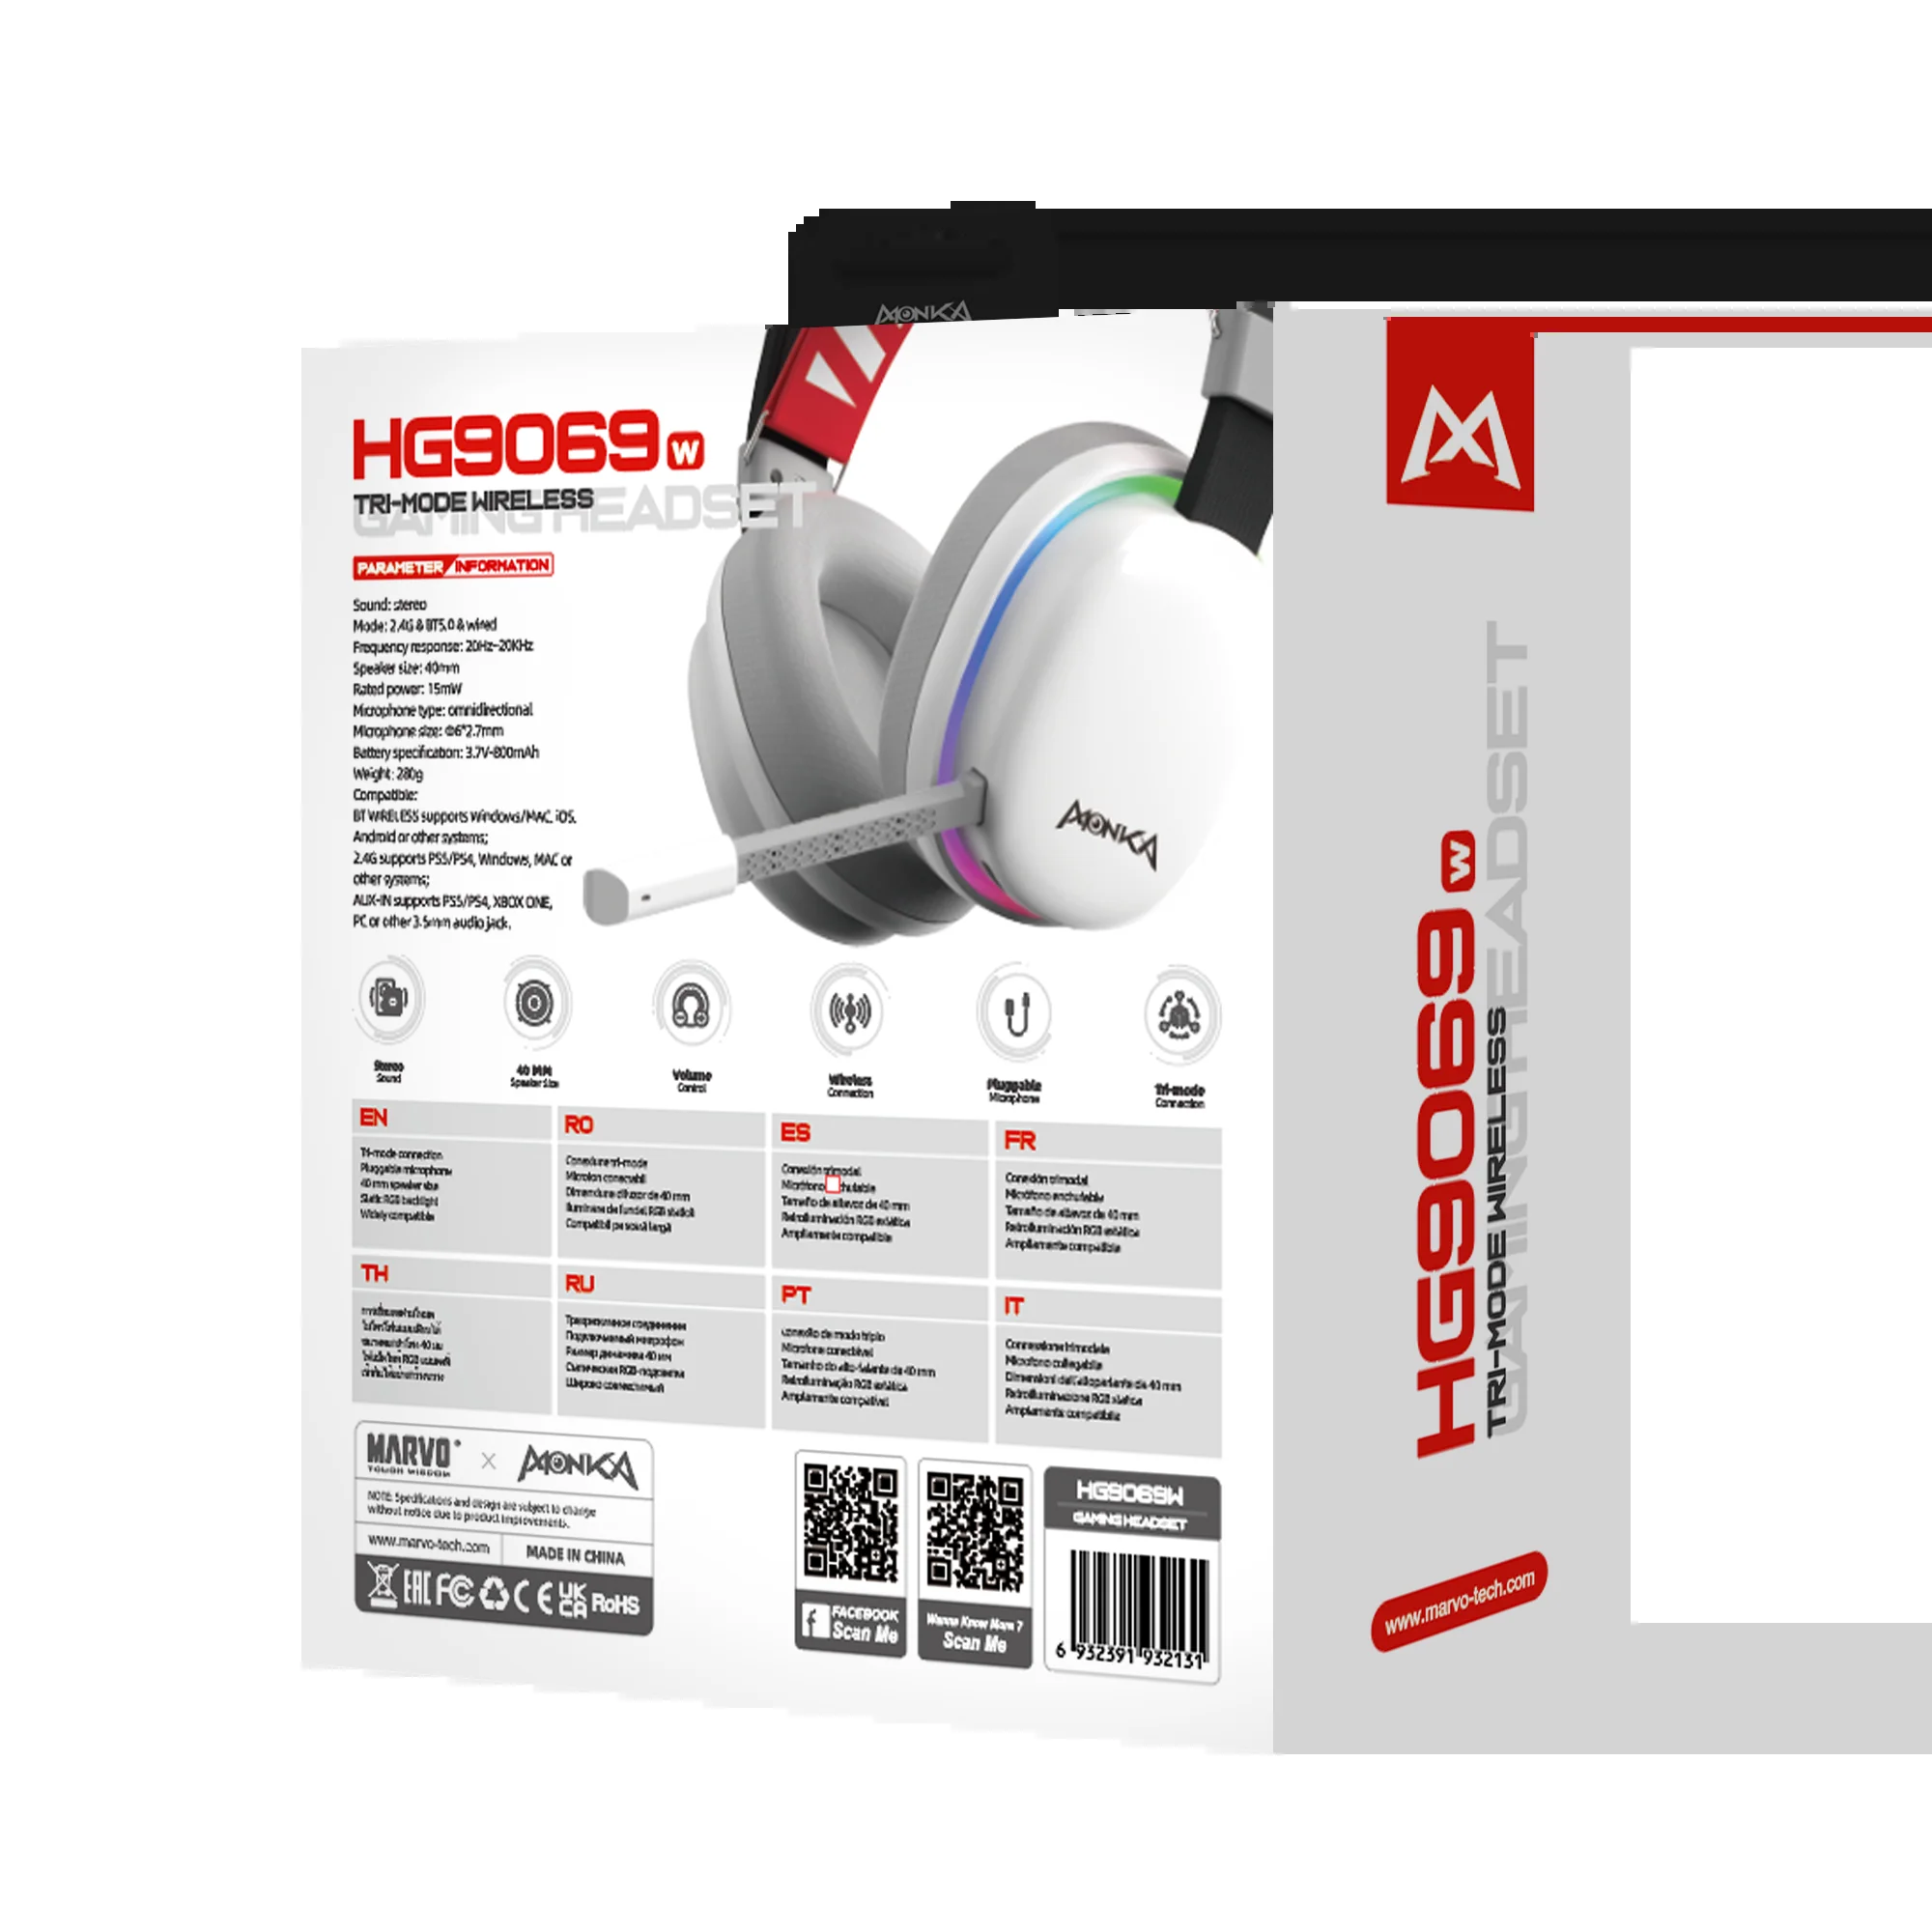 MONKA
HG9069 W
TRI-MODE WIRELESS
GAMING HEADSET
PARAMETER / INFORMATION
Sound: stereo
Mode: 2.4G & BT5.0 & wired
Frequency response: 20Hz-20KHz
Speaker size: 40mm
Rated power: 15mW
Microphone type: omnidirectional
Microphone size: Φ6*2.7mm
Battery specification: 3.7V-800mAh
Weight: 280g
Compatible:
BT WIRELESS supports Windows/MAC, iOS,
Android or other systems;
2.4G supports PS5/PS4, Windows, MAC or
other systems;
AUX-IN supports PS5/PS4, XBOX ONE,
PC or other 3.5mm audio jack.
MONKA
Stereo
Sound
40 MM
Speaker Size
Volume
Control
Wireless
Connection
Pluggable
Microphone
Tri-mode
Connection
EN
Tri-mode connection
Pluggable microphone
40 mm speaker size
Static RGB backlight
Widely compatible
RO
Conexiune tri-mode
Microfon conectabil
Dimensiune difuzor de 40 mm
Iluminare de fundal RGB statică
Compatibil pe scară largă
ES
Conexión trimodal
Micrófono
Tamaño de altavoz de 40 mm
Retroiluminación RGB estática
Ampliamente compatible
FR
Conexión trimodal
Micrófono enchufable
Tamaño de altavoz de 40 mm
Retroiluminación RGB estática
Ampliamente compatible
TH
RU
Трехрежимное соединение
Подключаемый микрофон
Размер динамика 40 мм
Статическая RGB-подсветка
Широко совместимый
PT
Conexão de modo triplo
Microfone conectável
Tamanho do alto-falante de 40 mm
Retroiluminação RGB estática
Amplamente compatível
IT
Connessione trimodale
Microfono collegabile
Dimensioni dell'altoparlante da 40 mm
Retroilluminazione RGB statica
Ampiamente compatibile
MARVO® X MONKA
TOUGH WISDOM
NOTE: Specifications and design are subject to change
without notice due to product improvements.
www.marvo-tech.com
MADE IN CHINA
EAC FC CE UK CA RoHS
FACEBOOK
Scan Me
Wanna Know More ?
Scan Me
HG9069W
GAMING HEADSET
6 932391 932131
HG9069 W
TRI-MODE WIRELESS
GAMING HEADSET
www.marvo-tech.com